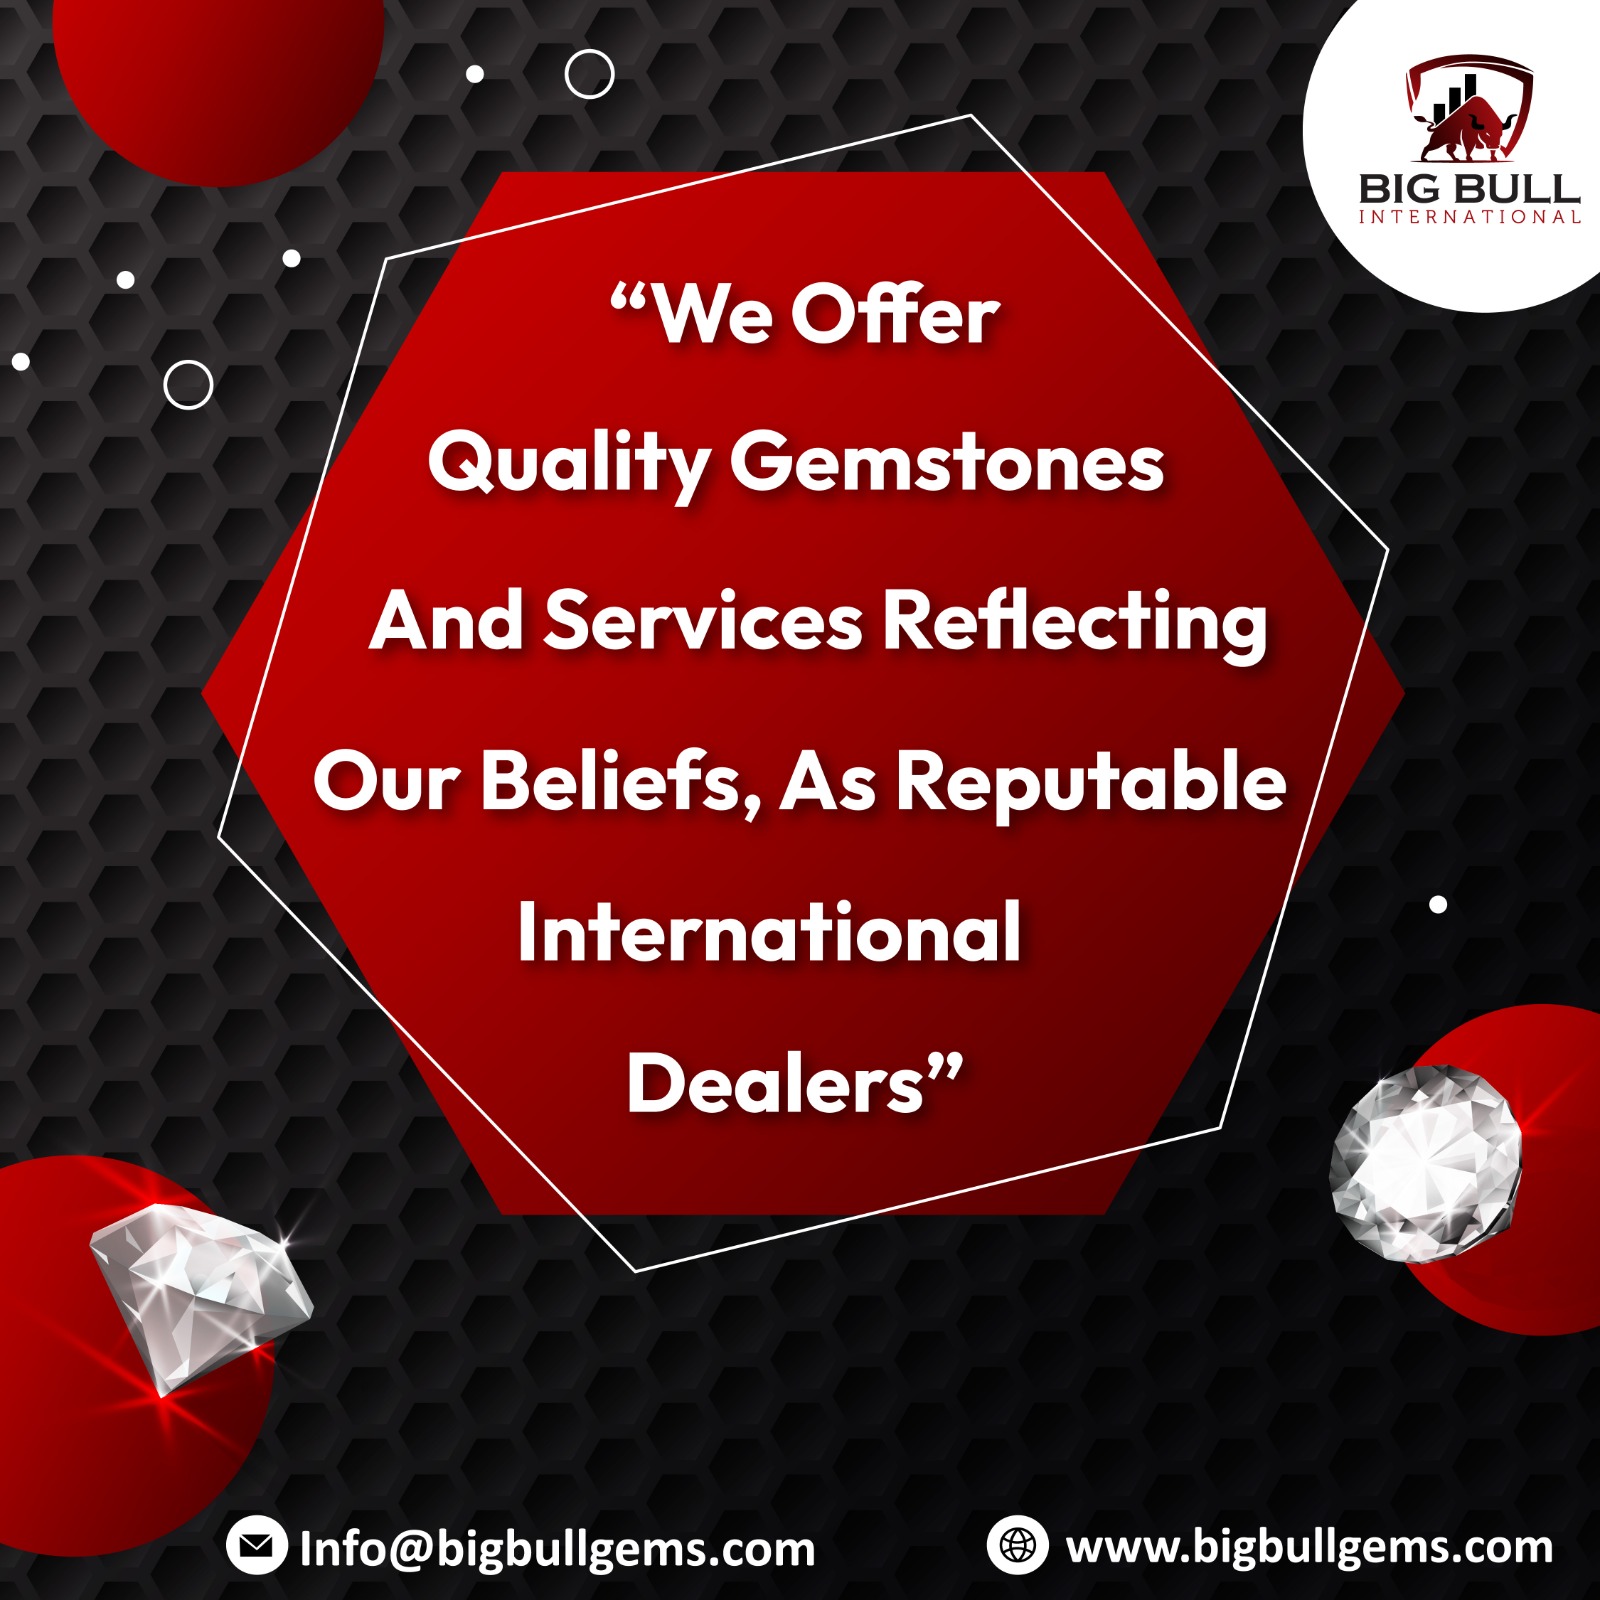 BIG BULL
INTERNATIONAL
“We Offer
Quality Gemstones
And Services Reflecting
Our Beliefs, As Reputable
International
Dealers”
Info@bigbullgems.com
www.bigbullgems.com